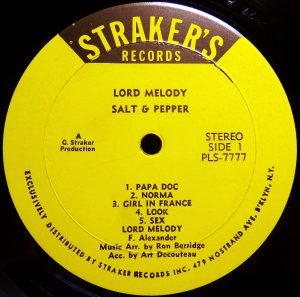 STRAKER'S
RECORDS
LORD MELODY
SALT & PEPPER
A
G. Straker
Production
STEREO
SIDE 1
PLS-7777
1. PAPA DOC
2. NORMA
3. GIRL IN FRANCE
4. LOOK
5. SEX
LORD MELODY
F. Alexander
Music Arr. by Ron Berridge
Acc. by Art Decouteau
EXCLUSIVELY DISTRIBUTED BY STRAKER RECORDS INC. 479 NOSTRAND AVE. B'KLYN, N.Y.